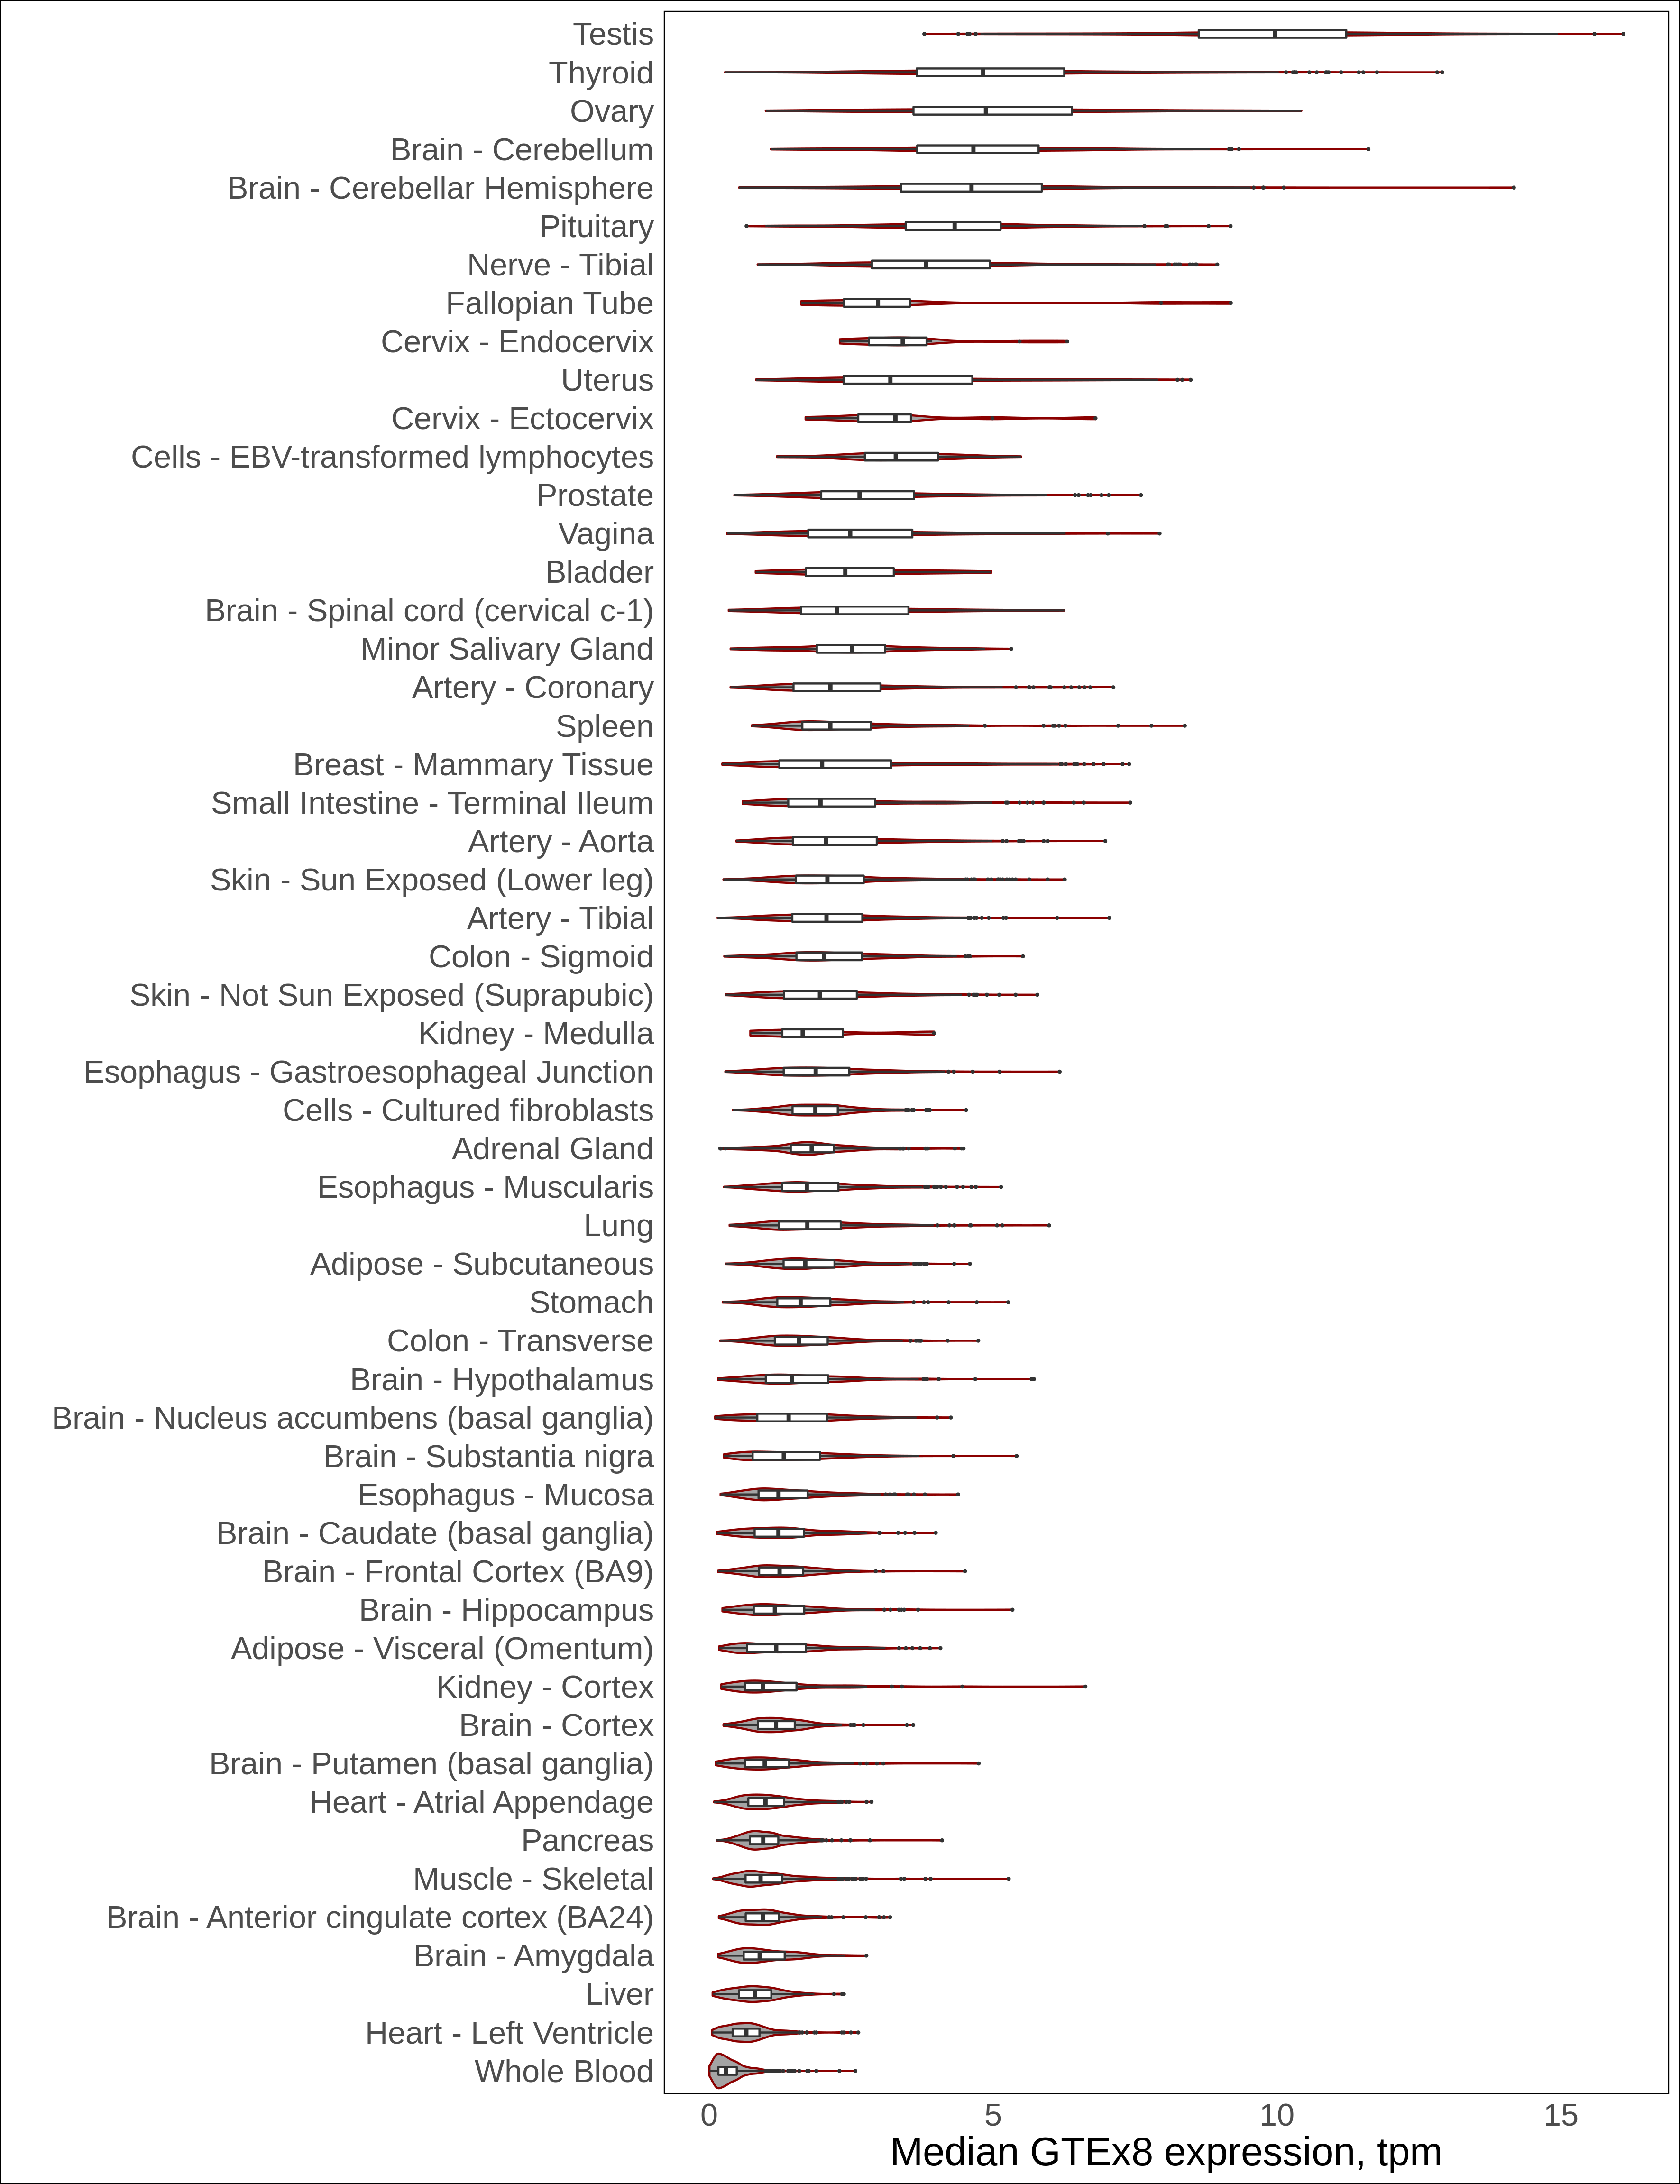 Testis
Thyroid
Ovary
Brain - Cerebellum
Brain - Cerebellar Hemisphere
Pituitary
Nerve - Tibial
Fallopian Tube
Cervix - Endocervix
Uterus
Cervix - Ectocervix
Cells - EBV-transformed lymphocytes
Prostate
Vagina
Bladder
Brain - Spinal cord (cervical c-1)
Minor Salivary Gland
Artery - Coronary
Spleen
Breast - Mammary Tissue
Small Intestine - Terminal Ileum
Artery - Aorta
Skin - Sun Exposed (Lower leg)
Artery - Tibial
Colon - Sigmoid
Skin - Not Sun Exposed (Suprapubic)
Kidney - Medulla
Esophagus - Gastroesophageal Junction
Cells - Cultured fibroblasts
Adrenal Gland
Esophagus - Muscularis
Lung
Adipose - Subcutaneous
Stomach
Colon - Transverse
Brain - Hypothalamus
Brain - Nucleus accumbens (basal ganglia)
Brain - Substantia nigra
Esophagus - Mucosa
Brain - Caudate (basal ganglia)
Brain - Frontal Cortex (BA9)
Brain - Hippocampus
Adipose - Visceral (Omentum)
Kidney - Cortex
Brain - Cortex
Brain - Putamen (basal ganglia)
Heart - Atrial Appendage
Pancreas
Muscle - Skeletal
Brain - Anterior cingulate cortex (BA24)
Brain - Amygdala
Liver
Heart - Left Ventricle
Whole Blood
0 5 10 15
Median GTEx8 expression, tpm